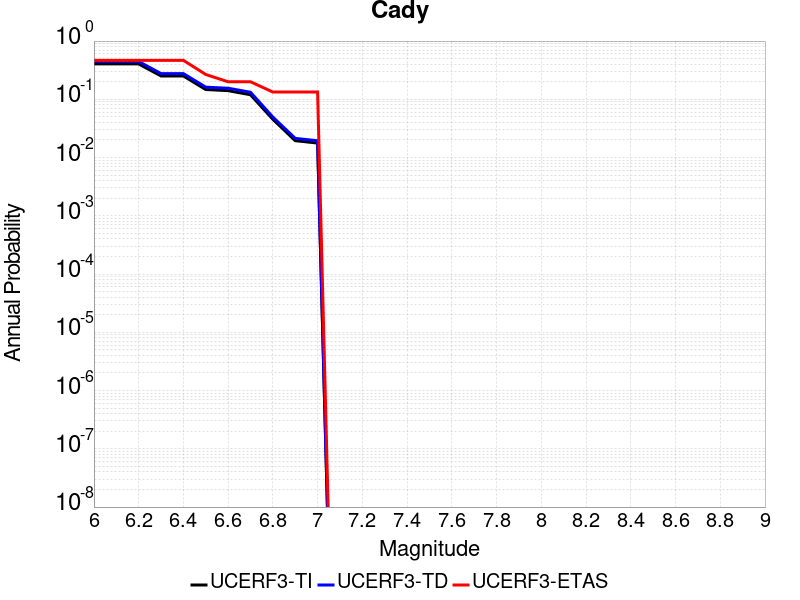 Cady
Annual Probability
10^0
10^-1
10^-2
10^-3
10^-4
10^-5
10^-6
10^-7
10^-8
6 6.2 6.4 6.6 6.8 7 7.2 7.4 7.6 7.8 8 8.2 8.4 8.6 8.8 9
Magnitude
UCERF3-TI UCERF3-TD UCERF3-ETAS